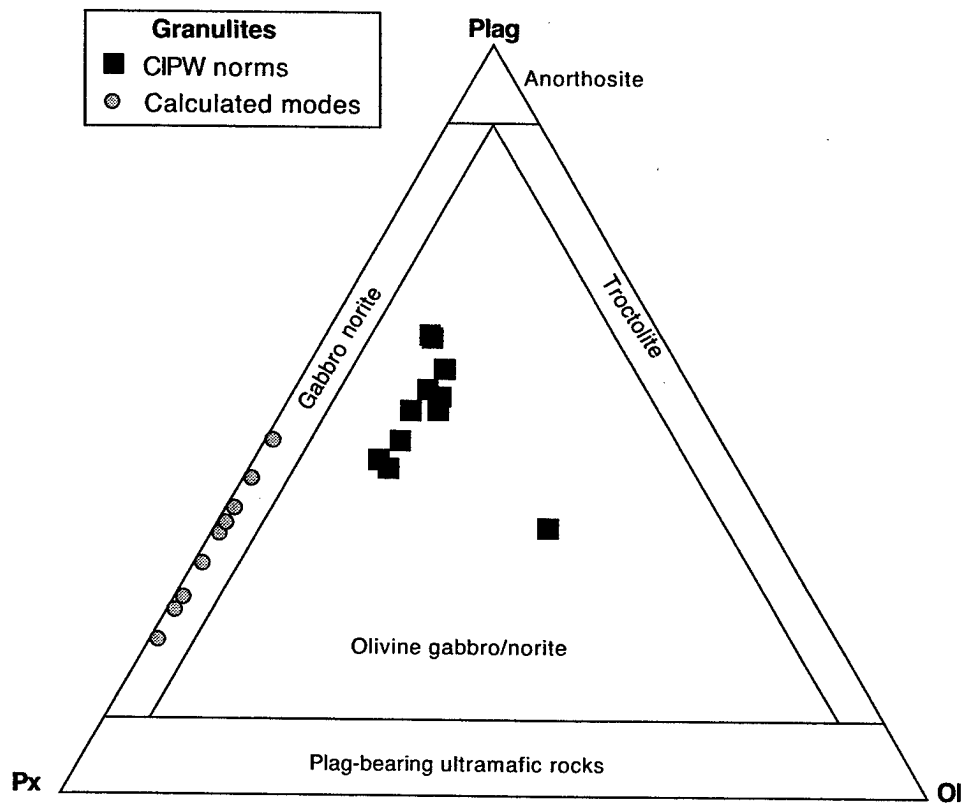 Granulites
CIPW norms
Calculated modes
Plag
Anorthosite
Gabbro norite
Troctolite
Olivine gabbro/norite
Plag-bearing ultramafic rocks
Px
Ol